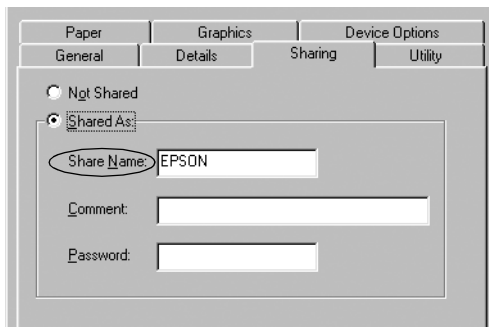 Paper Graphics Device Options
General Details Sharing Utility
Not Shared
Shared As:
Share Name: EPSON
Comment:
Password: